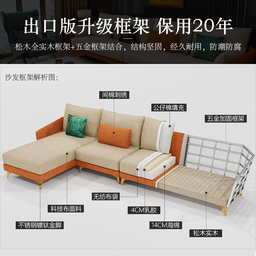 出口版升级框架 保用20年
松木全实木框架+五金框架结合，结构坚固，经久耐用，防潮防腐
沙发框架解析图：
间棉刺绣
公仔棉填充
五金加固框架
无纺布袋
科技布面料
4CM乳胶
不锈钢镀钛金脚
14CM海绵
松木实木